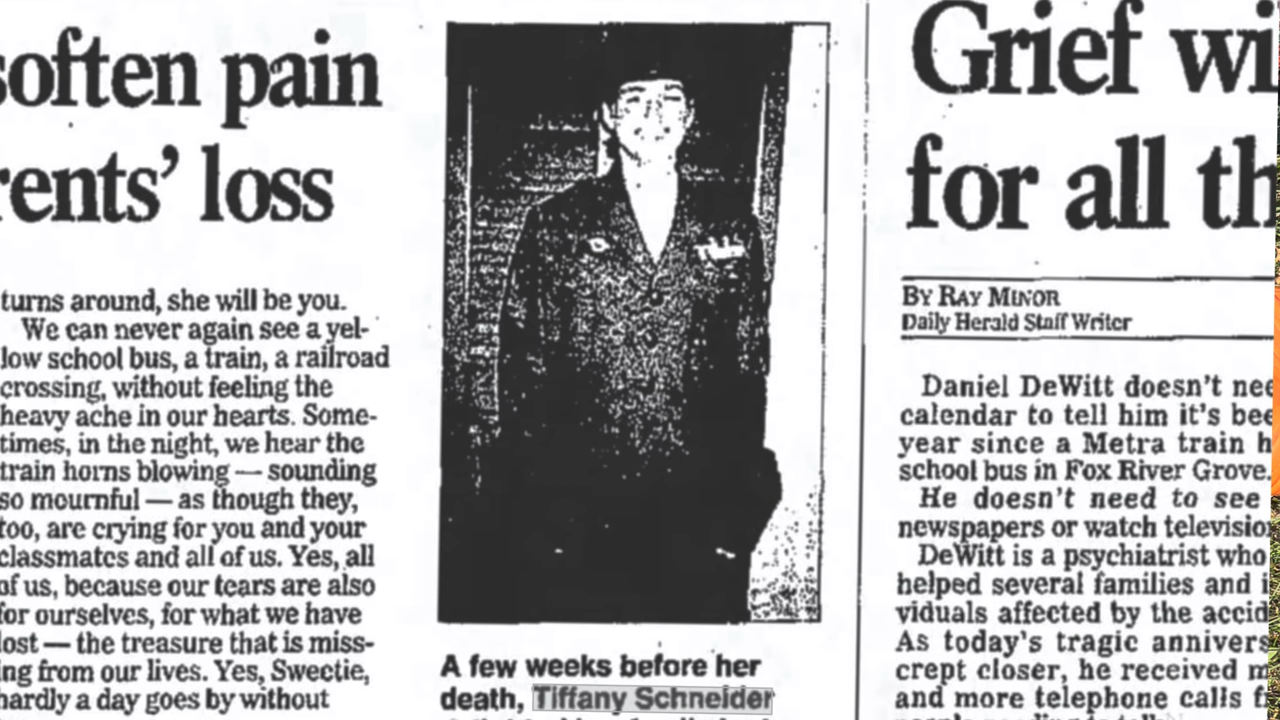 soften pain
rents' loss
turns around, she will be you.
We can never again see a yel-
low school bus, a train, a railroad
crossing, without feeling the
heavy ache in our hearts. Some-
times, in the night, we hear the
train horns blowing — sounding
so mournful — as though they,
too, are crying for you and your
classmates and all of us. Yes, all
of us, because our tears are also
for ourselves, for what we have
lost — the treasure that is miss-
ing from our lives. Yes, Sweetie,
hardly a day goes by without
A few weeks before her
death, Tiffany Schneider
Grief wi
for all th
BY RAY MINOR
Daily Herald Staff Writer
Daniel DeWitt doesn't nee
calendar to tell him it's bee
year since a Metra train h
school bus in Fox River Grove.
He doesn't need to see
newspapers or watch televisio
DeWitt is a psychiatrist who
helped several families and i
viduals affected by the accid
As today's tragic annivers
crept closer, he received m
and more telephone calls f